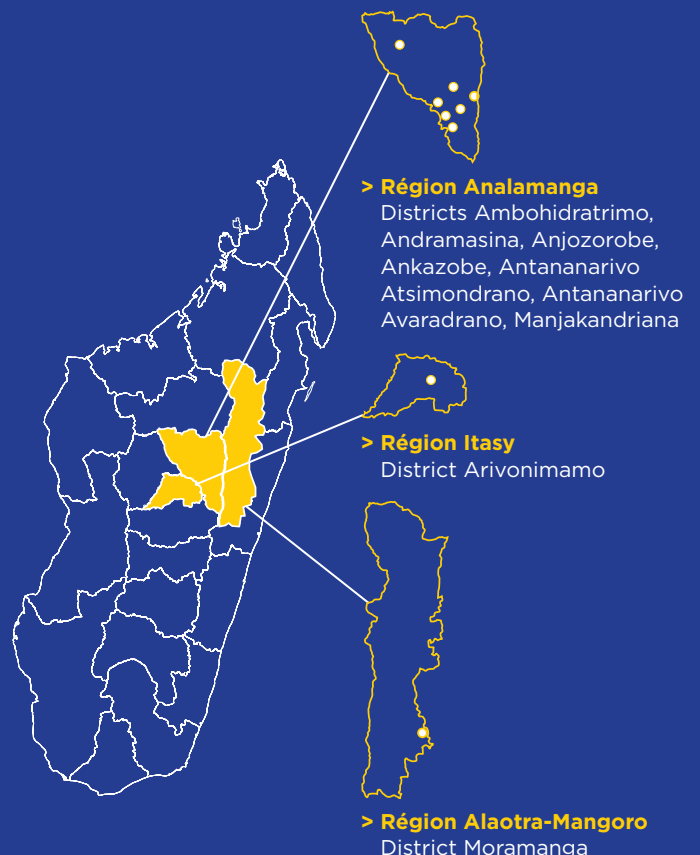 > Région Analamanga
Districts Ambohidratrimo,
Andramasina, Anjozorobe,
Ankazobe, Antananarivo
Atsimondrano, Antananarivo
Avaradrano, Manjakandriana
> Région Itasy
District Arivonimamo
> Région Alaotra-Mangoro
District Moramanga